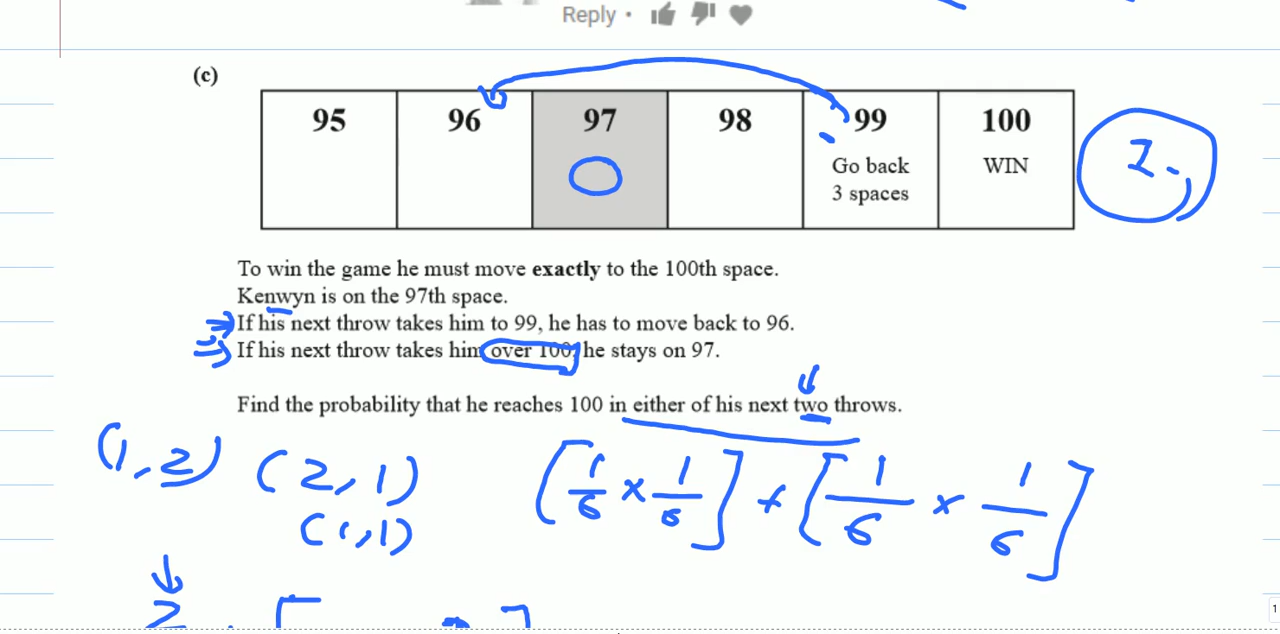 Reply •
(c)
95 96 97 98 99 100
Go back WIN
3 spaces
1.,
To win the game he must move exactly to the 100th space.
Kenwyn is on the 97th space.
If his next throw takes him to 99, he has to move back to 96.
If his next throw takes him over 100, he stays on 97.
Find the probability that he reaches 100 in either of his next two throws.
(1,2) (2,1) [1/6 × 1/6] + [1/6 × 1/6]
(1,1)